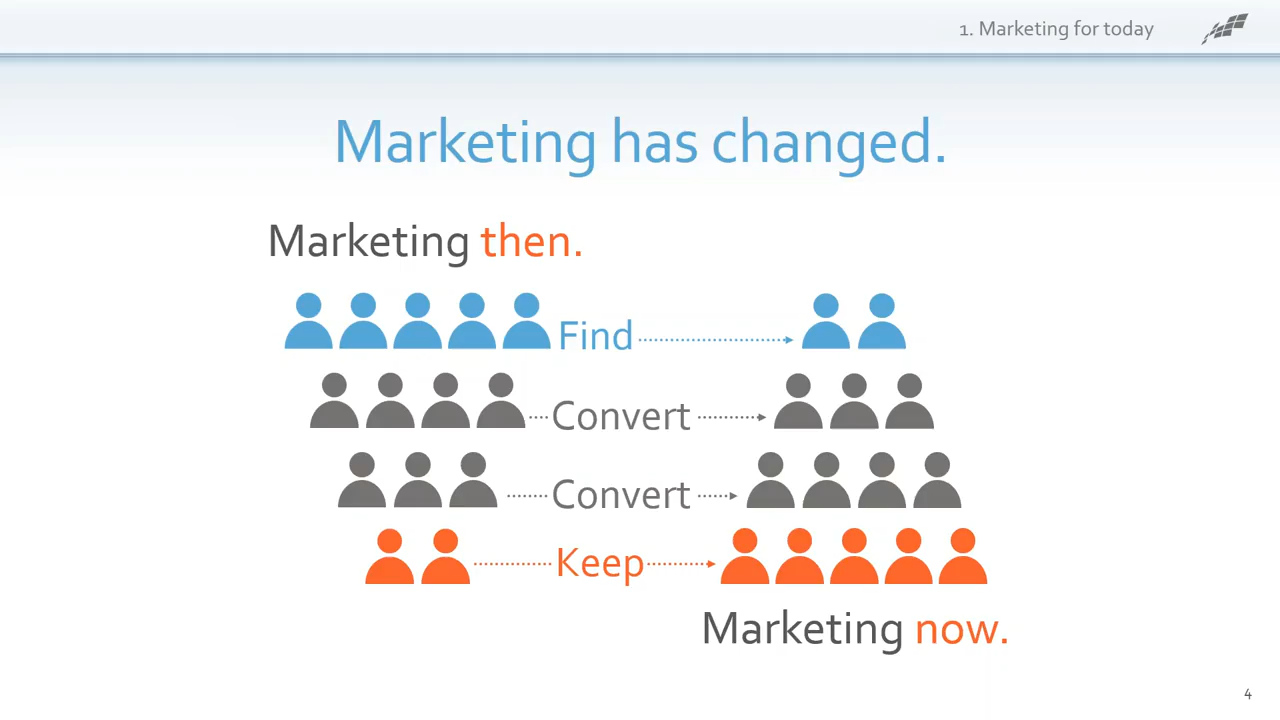 1. Marketing for today
Marketing has changed.
Marketing then.
Find
Convert
Convert
Keep
Marketing now.
4